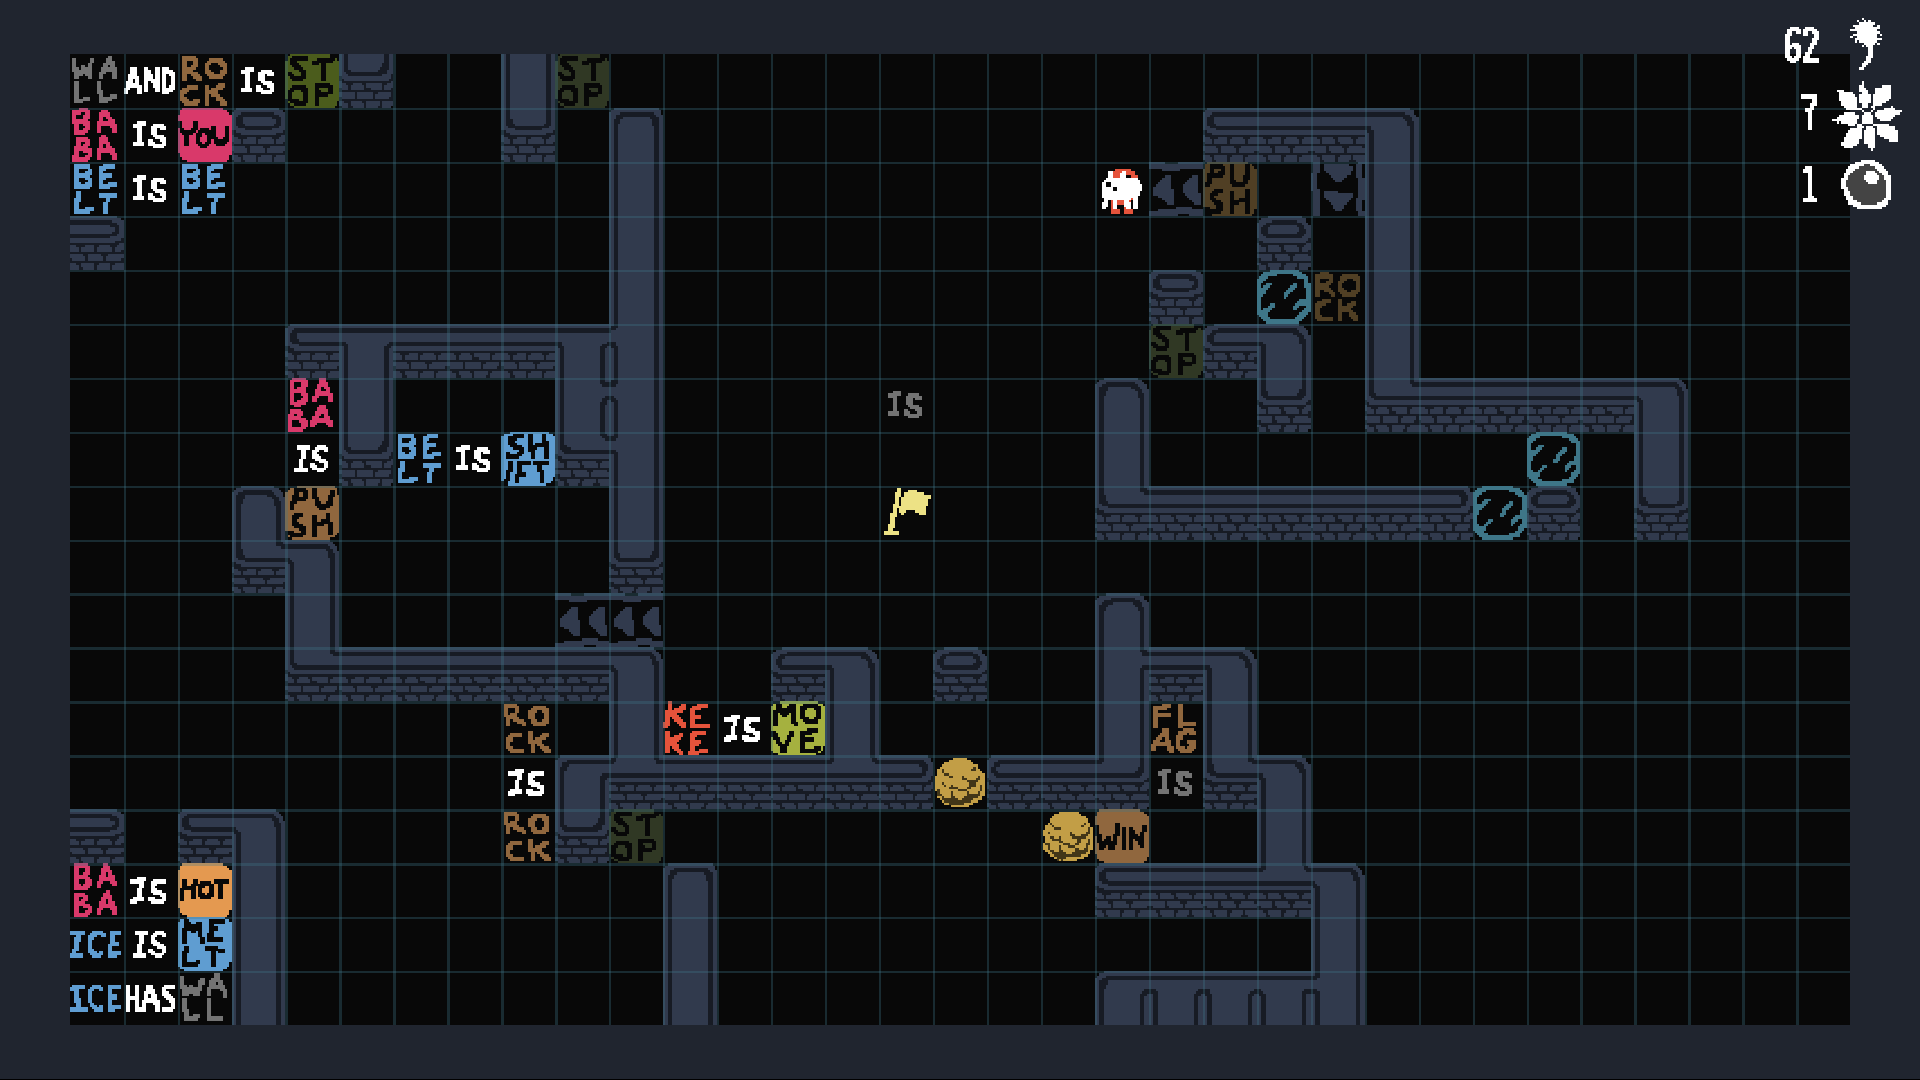 WALL AND ROCK IS STOP STOP
62
BABA IS YOU
7
BELT IS BELT
PUSH
1
ROCK
STOP
BABA
IS
IS
BELT IS SHIFT
PUSH
ROCK
KEKE IS MOVE
FLAG
IS
IS
ROCK
STOP
WIN
BABA IS HOT
ICE IS MELT
ICE HAS WALL